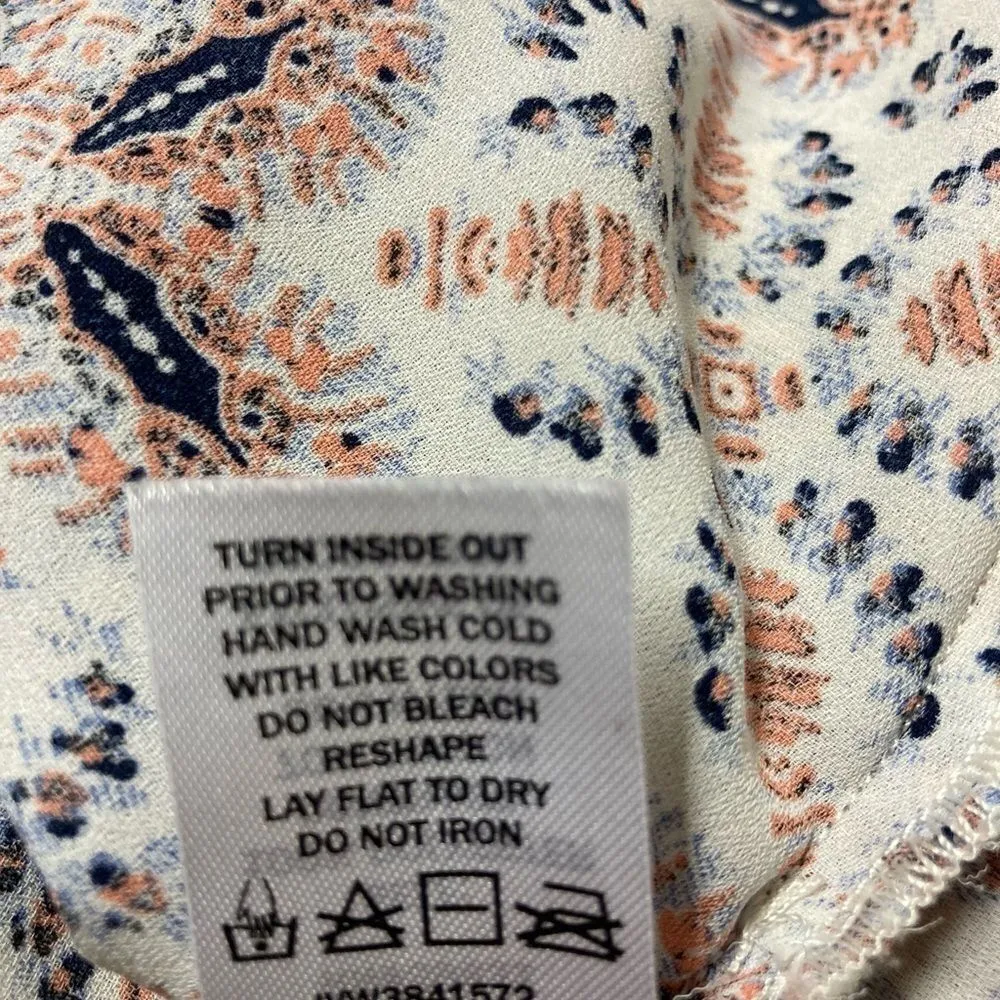 TURN INSIDE OUT
PRIOR TO WASHING
HAND WASH COLD
WITH LIKE COLORS
DO NOT BLEACH
RESHAPE
LAY FLAT TO DRY
DO NOT IRON